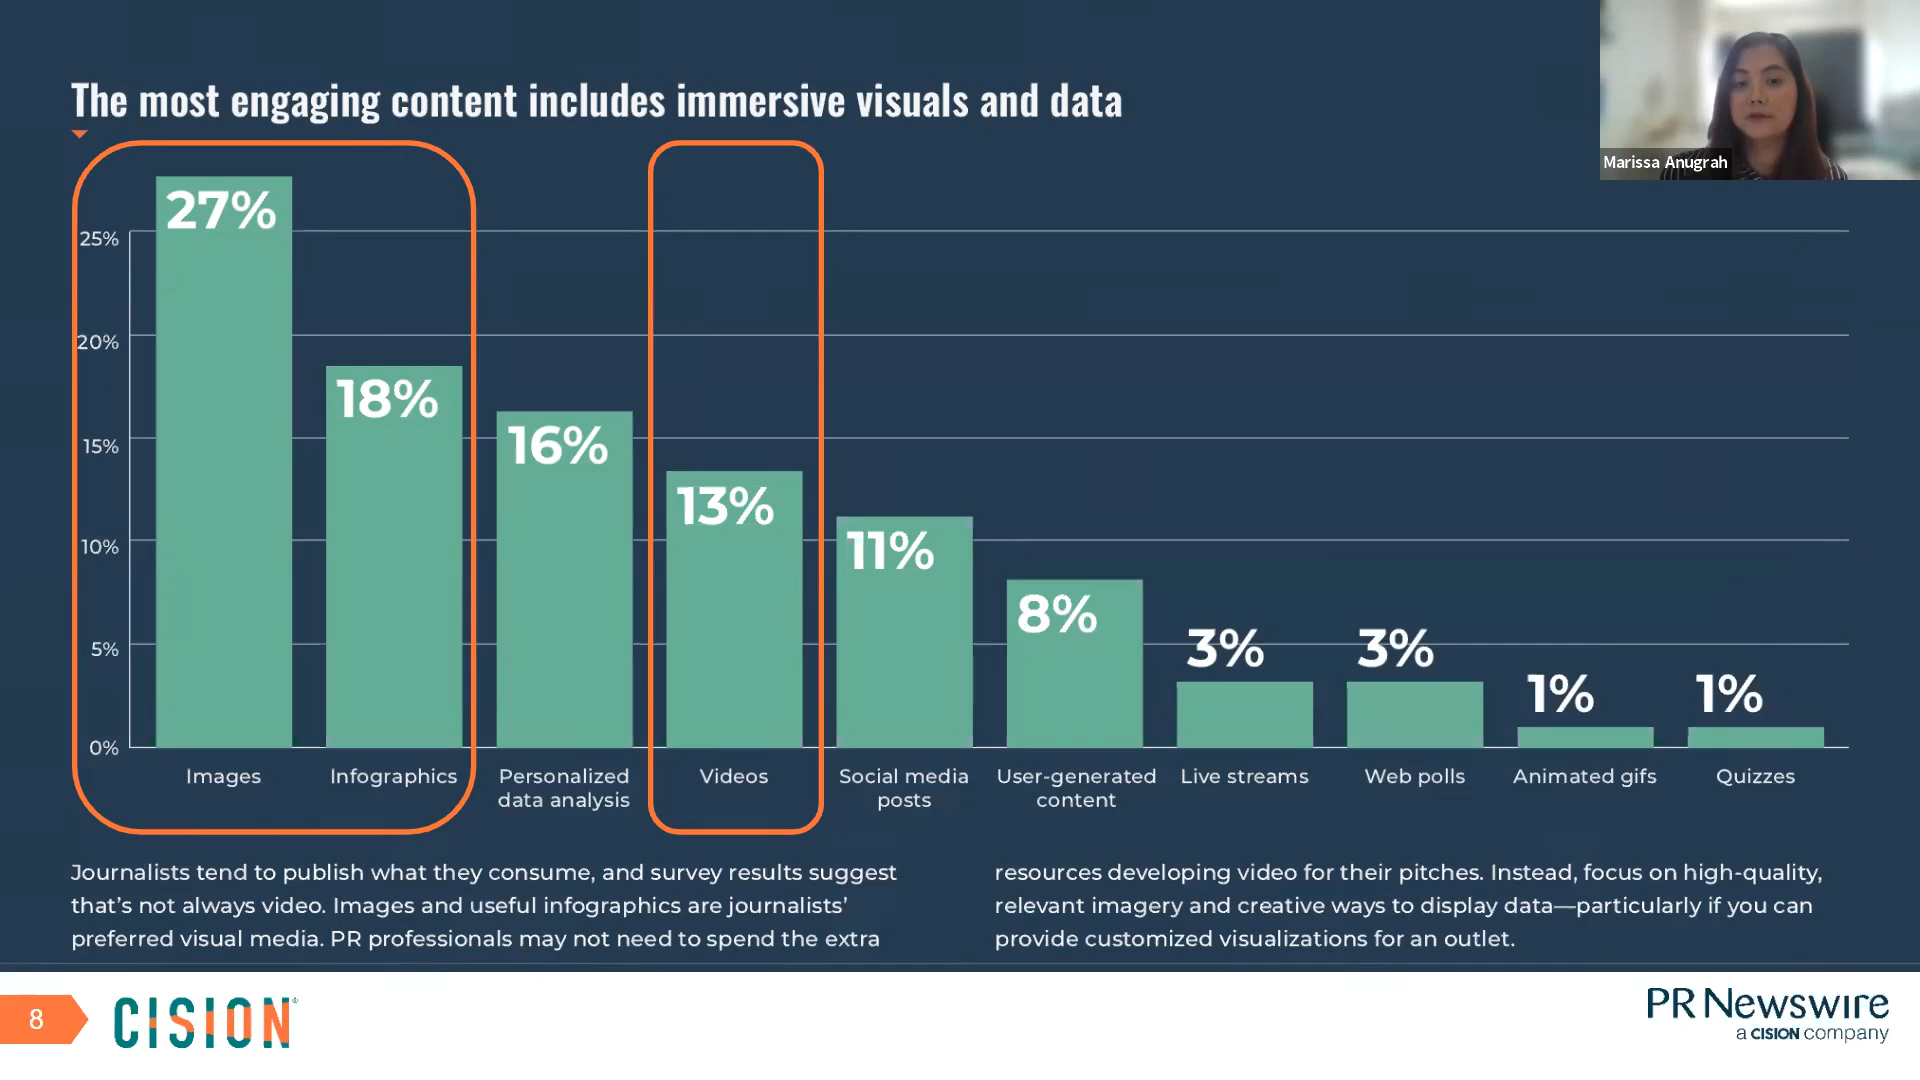 The most engaging content includes immersive visuals and data
Marissa Anugrah
25%
20%
15%
10%
5%
0%
27%
18%
16%
13%
11%
8%
3%
3%
1%
1%
Images
Infographics
Personalized
data analysis
Videos
Social media
posts
User-generated
content
Live streams
Web polls
Animated gifs
Quizzes
Journalists tend to publish what they consume, and survey results suggest
that’s not always video. Images and useful infographics are journalists’
preferred visual media. PR professionals may not need to spend the extra
resources developing video for their pitches. Instead, focus on high-quality,
relevant imagery and creative ways to display data—particularly if you can
provide customized visualizations for an outlet.
8
CISION®
PR Newswire
a CISION company